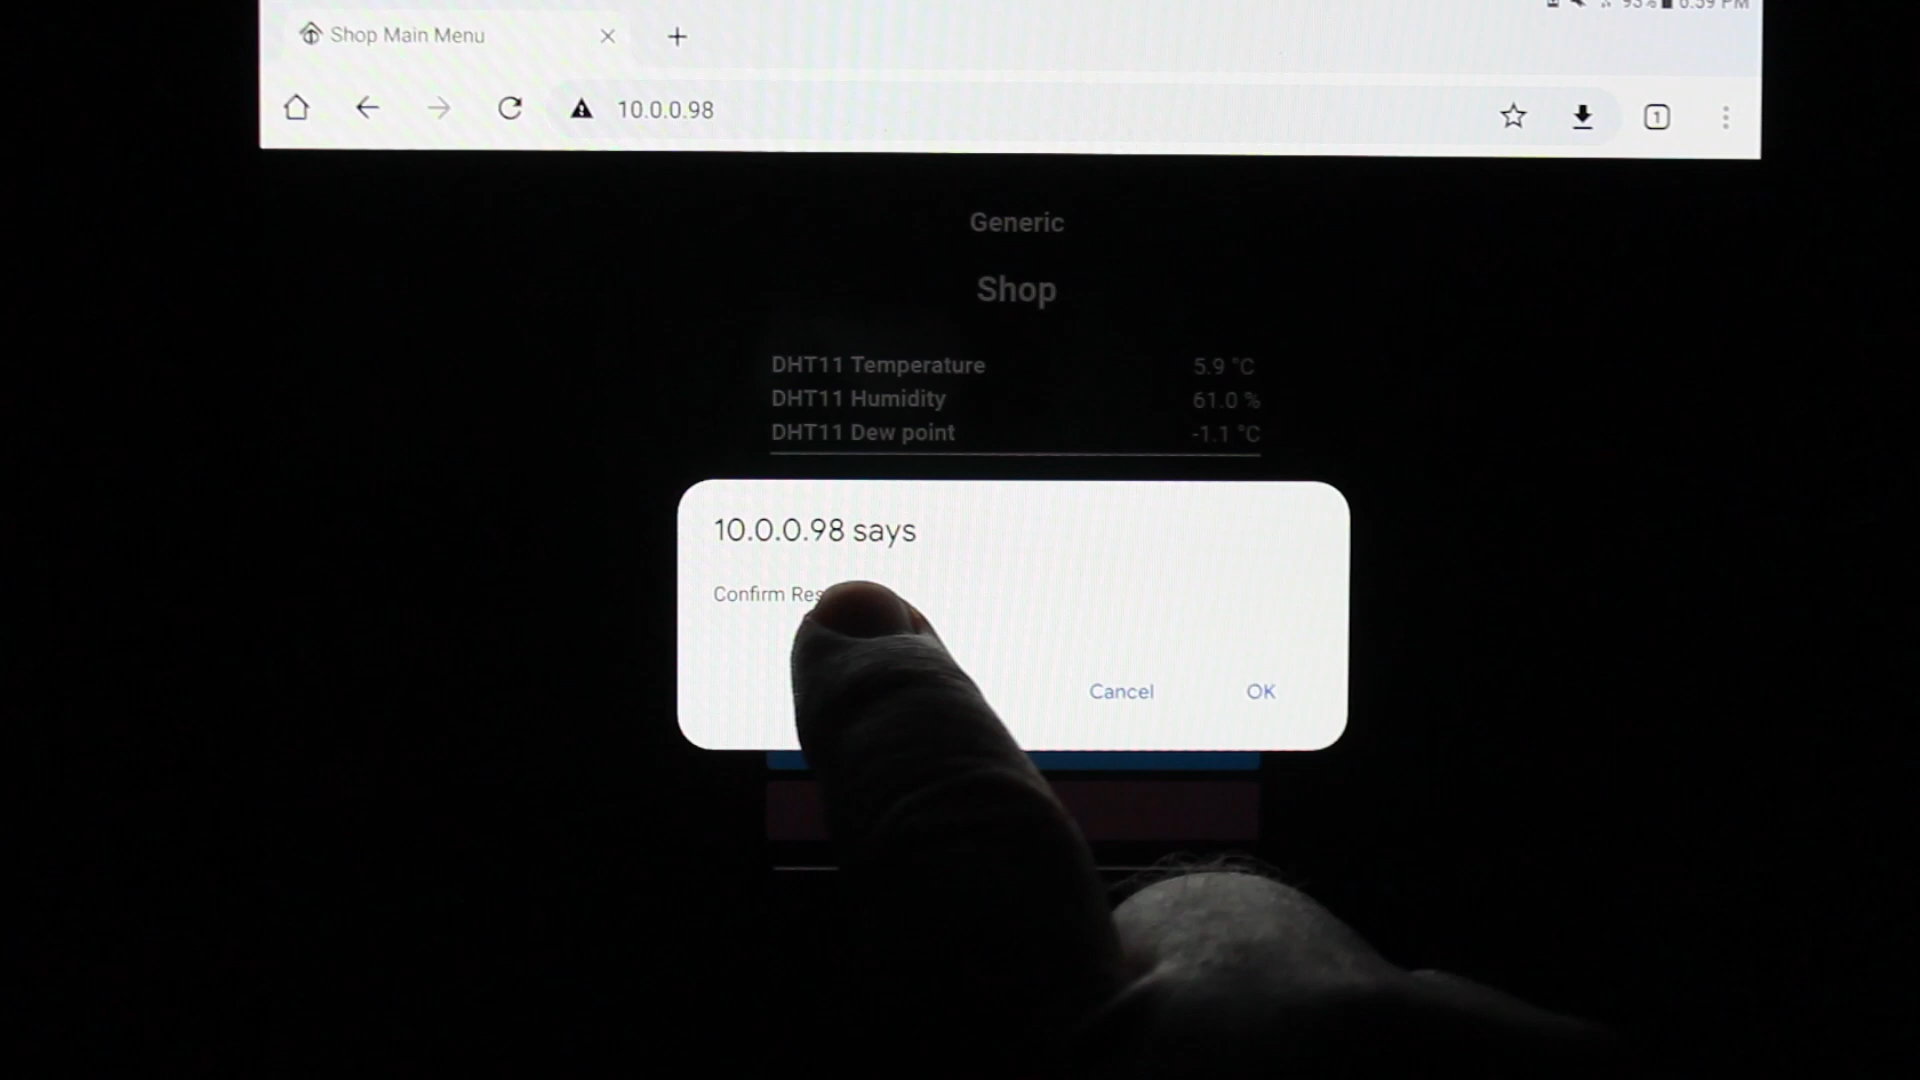 Shop Main Menu
10.0.0.98
1
Generic
Shop
DHT11 Temperature 5.9 °C
DHT11 Humidity 61.0 %
DHT11 Dew point -1.1 °C
10.0.0.98 says
Confirm
Cancel OK